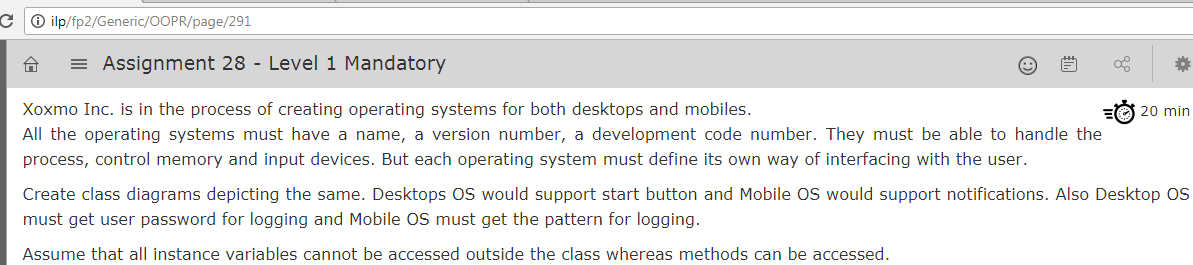 ilp/fp2/Generic/OOPR/page/291
Assignment 28 - Level 1 Mandatory
Xoxmo Inc. is in the process of creating operating systems for both desktops and mobiles.
20 min
All the operating systems must have a name, a version number, a development code number. They must be able to handle the
process, control memory and input devices. But each operating system must define its own way of interfacing with the user.
Create class diagrams depicting the same. Desktops OS would support start button and Mobile OS would support notifications. Also Desktop OS
must get user password for logging and Mobile OS must get the pattern for logging.
Assume that all instance variables cannot be accessed outside the class whereas methods can be accessed.